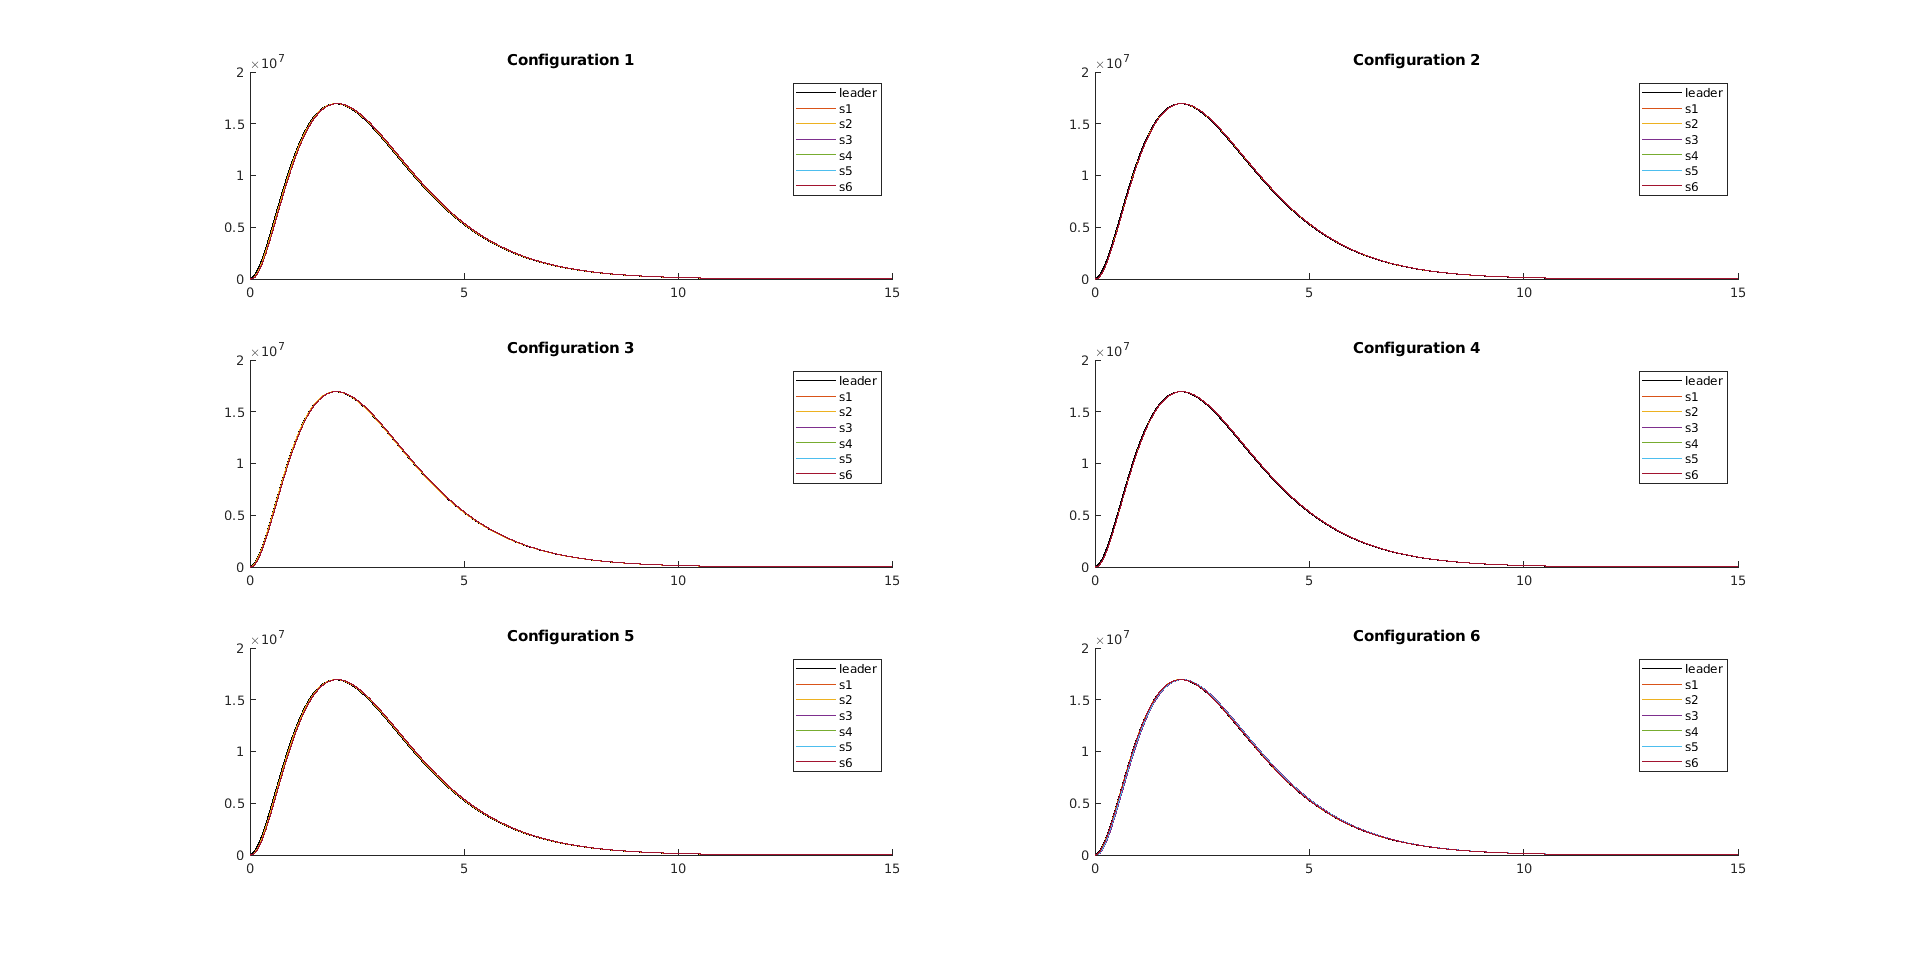 Configuration 1
×10^7
2
1.5
1
0.5
0
0 5 10 15
leader
s1
s2
s3
s4
s5
s6
Configuration 2
×10^7
2
1.5
1
0.5
0
0 5 10 15
leader
s1
s2
s3
s4
s5
s6
Configuration 3
×10^7
2
1.5
1
0.5
0
0 5 10 15
leader
s1
s2
s3
s4
s5
s6
Configuration 4
×10^7
2
1.5
1
0.5
0
0 5 10 15
leader
s1
s2
s3
s4
s5
s6
Configuration 5
×10^7
2
1.5
1
0.5
0
0 5 10 15
leader
s1
s2
s3
s4
s5
s6
Configuration 6
×10^7
2
1.5
1
0.5
0
0 5 10 15
leader
s1
s2
s3
s4
s5
s6